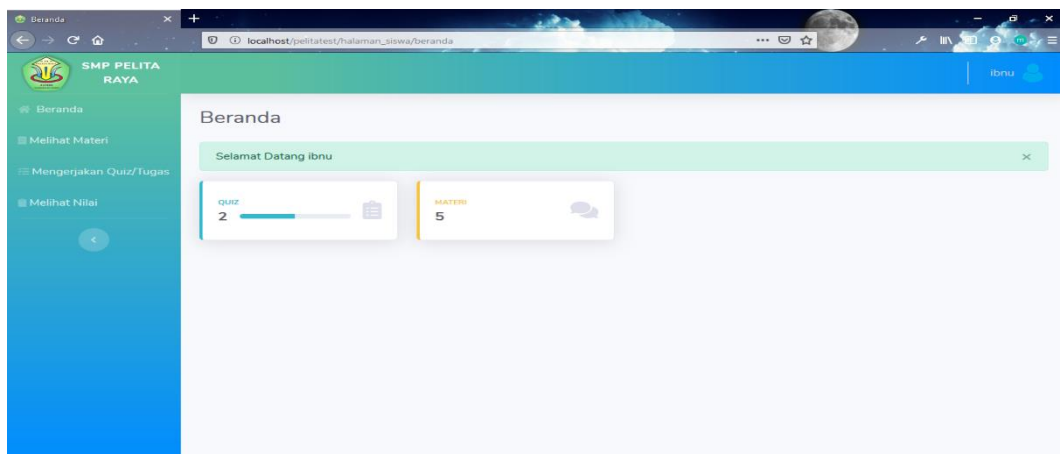 Beranda
localhost/pelitatest/halaman_siswa/beranda
SMP PELITA
RAYA
ibnu
Beranda
Melihat Materi
Mengerjakan Quiz/Tugas
Melihat Nilai
Beranda
Selamat Datang ibnu
QUIZ
2
MATERI
5